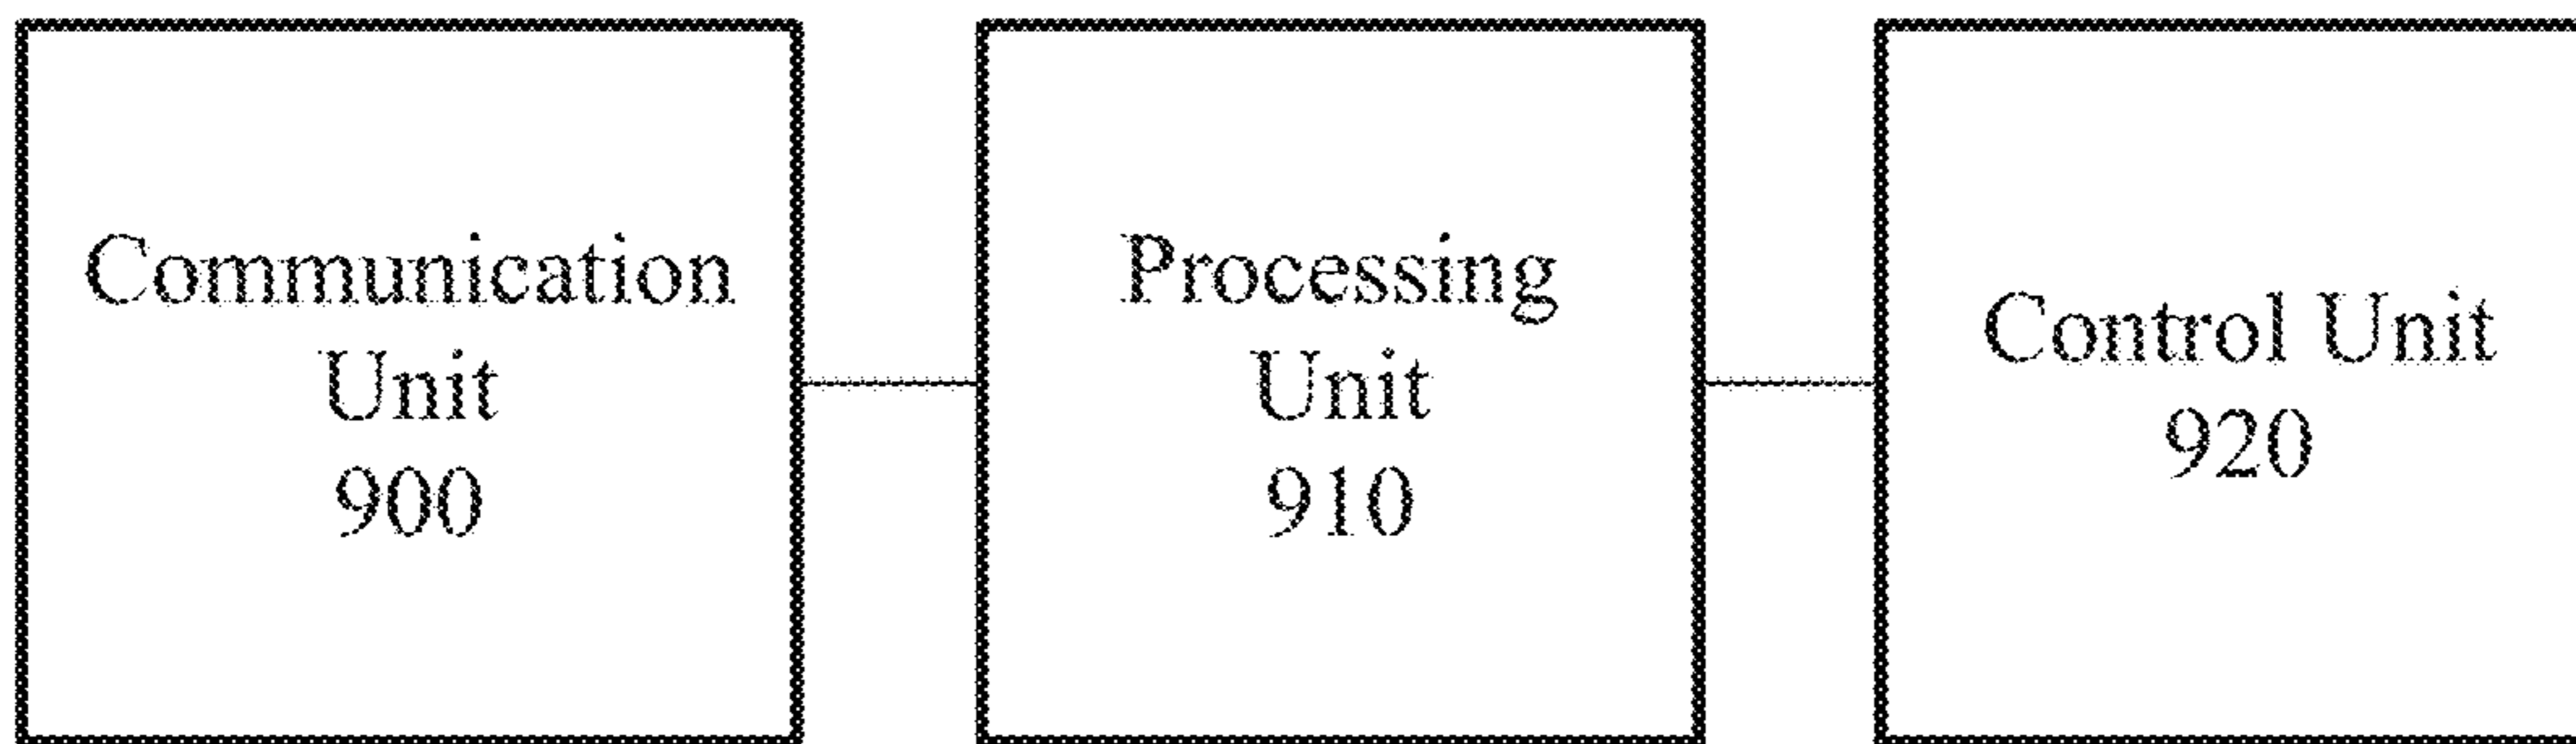 Communication
Unit
900
Processing
Unit
910
Control Unit
920